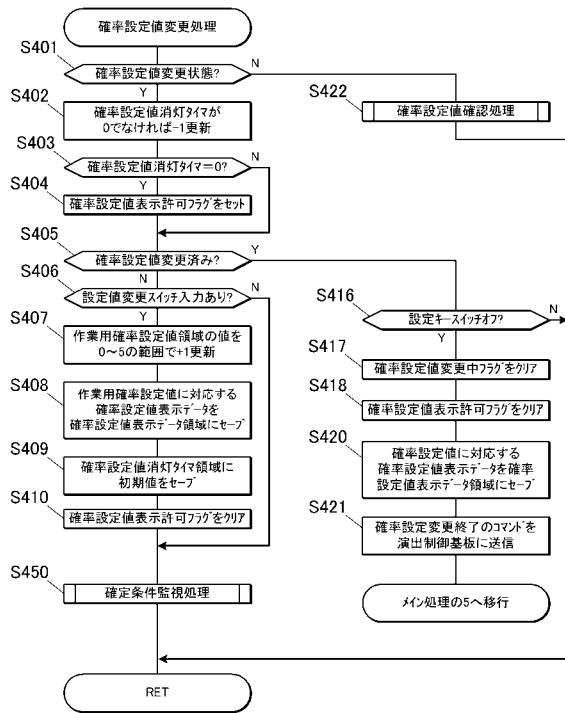 確率設定値変更処理
S401
確率設定値変更状態?
N
Y
S402
確率設定値消灯タイマが
0でなければ-1更新
S403
確率設定値消灯タイマ=0?
N
Y
S404
確率設定値表示許可フラグをセット
S405
確率設定値変更済み?
Y
N
S406
設定値変更スイッチ入力あり?
N
Y
S407
作業用確率設定値領域の値を
0~5の範囲で+1更新
S408
作業用確率設定値に対応する
確率設定値表示データを
確率設定値表示データ領域にセーブ
S409
確率設定値消灯タイマ領域に
初期値をセーブ
S410
確率設定値表示許可フラグをクリア
S450
確定条件監視処理
RET
S422
確率設定値確認処理
S416
設定キースイッチオフ?
N
Y
S417
確率設定値変更中フラグをクリア
S418
確率設定値表示許可フラグをクリア
S420
確率設定値に対応する
確率設定値表示データを確率
設定値表示データ領域にセーブ
S421
確率設定変更終了のコマンドを
演出制御基板に送信
メイン処理の5へ移行